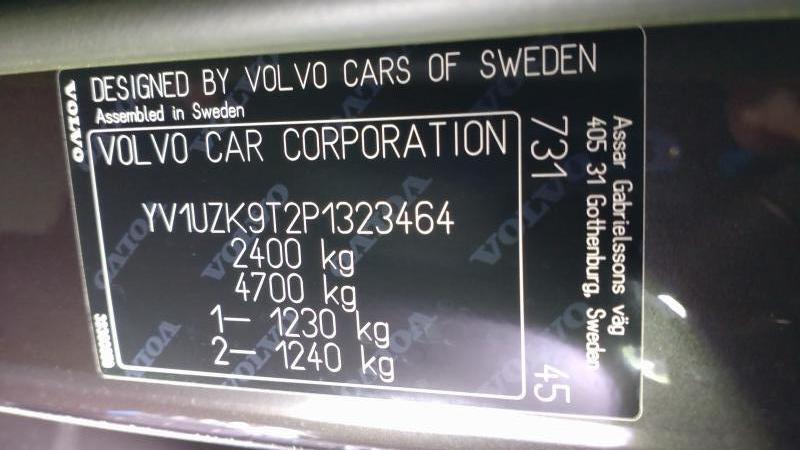 DESIGNED BY VOLVO CARS OF SWEDEN
Assembled in Sweden
VOLVO
VOLVO CAR CORPORATION
YV1UZK9T2P1323464
2400 kg
4700 kg
1– 1230 kg
2– 1240 kg
731
45
Assar Gabrielssons väg
405 31 Gothenburg, Sweden